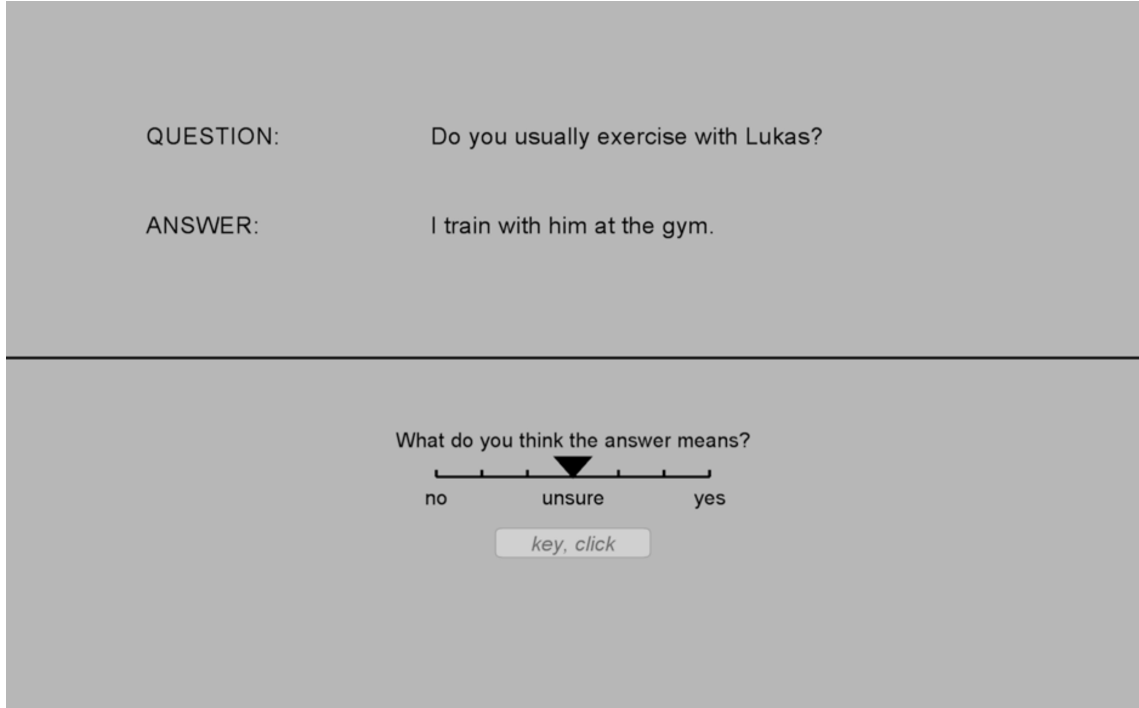 QUESTION: Do you usually exercise with Lukas?
ANSWER: I train with him at the gym.
What do you think the answer means?
no unsure yes
key, click